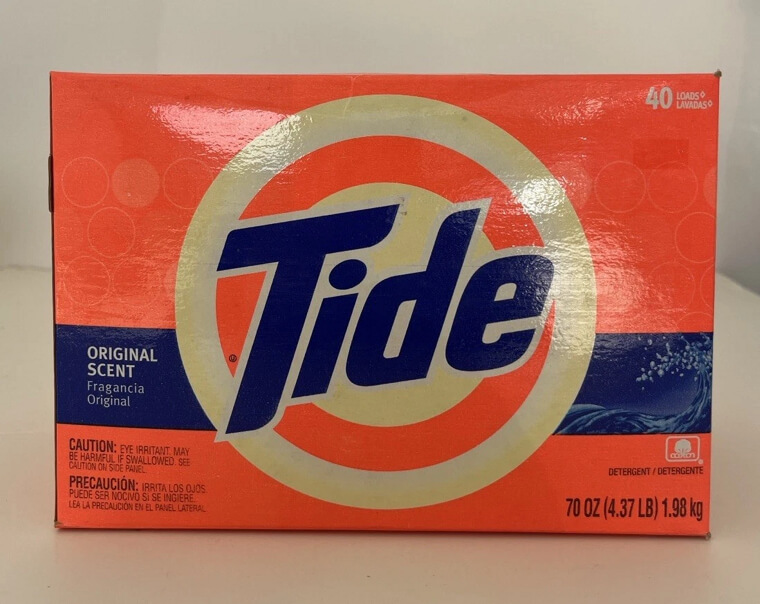 40 LOADS◊
LAVADAS◊
Tide
®
ORIGINAL
SCENT
Fragancia
Original
CAUTION: EYE IRRITANT. MAY
BE HARMFUL IF SWALLOWED. SEE
CAUTION ON SIDE PANEL.
PRECAUCIÓN: IRRITA LOS OJOS.
PUEDE SER NOCIVO SI SE INGIERE.
LEA LA PRECAUCIÓN EN EL PANEL LATERAL.
DETERGENT / DETERGENTE
70 OZ (4.37 LB) 1.98 kg